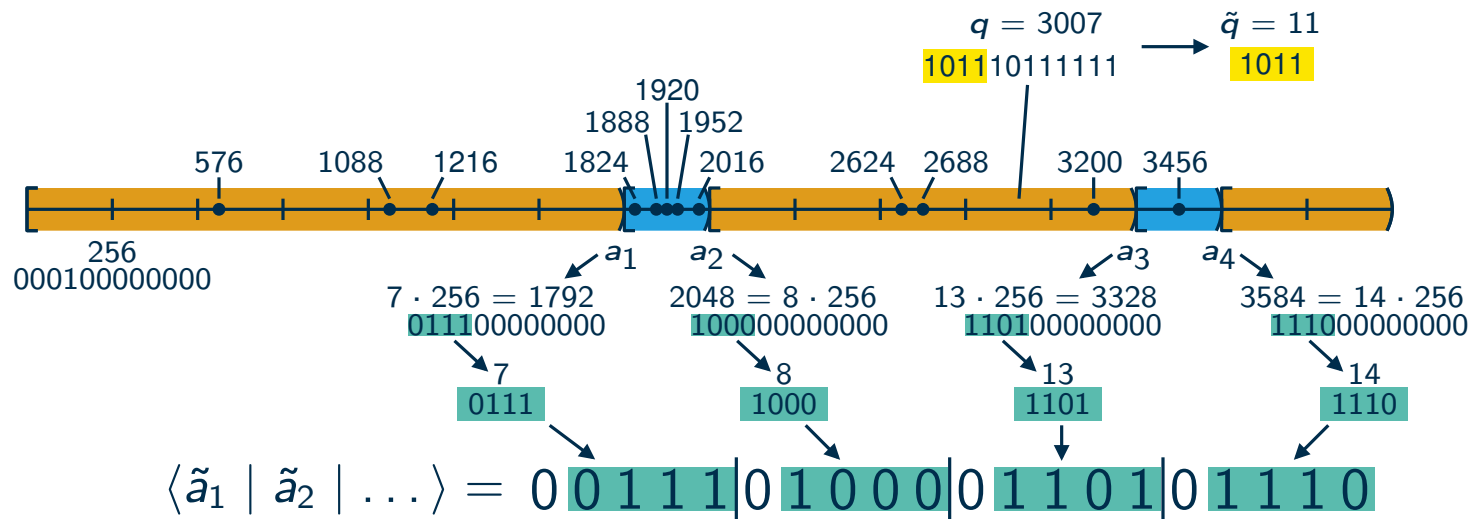 q = 3007
q̃ = 11
101110111111
1011
1920
1888 1952
576 1088 1216 1824 2016 2624 2688 3200 3456
256
000100000000
a₁ a₂ a₃ a₄
7 · 256 = 1792 2048 = 8 · 256 13 · 256 = 3328 3584 = 14 · 256
011100000000 100000000000 110100000000 111000000000
7 8 13 14
0111 1000 1101 1110
⟨ã₁ | ã₂ | ...⟩ = 0 0 1 1 1|0 1 0 0 0|0 1 1 0 1|0 1 1 1 0